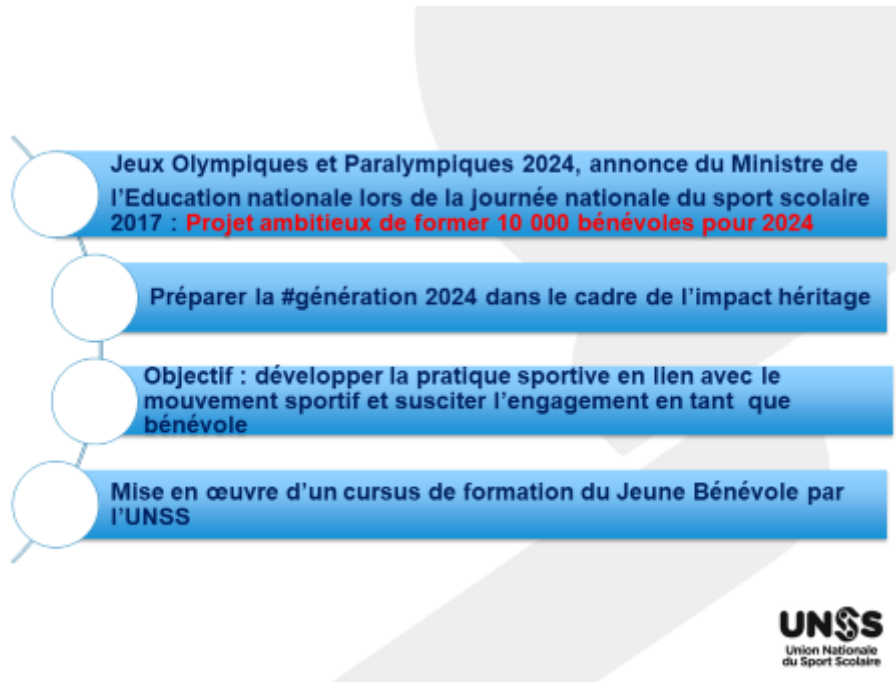 Jeux Olympiques et Paralympiques 2024, annonce du Ministre de
l'Education nationale lors de la journée nationale du sport scolaire
2017 : Projet ambitieux de former 10 000 bénévoles pour 2024
Préparer la #génération 2024 dans le cadre de l'impact héritage
Objectif : développer la pratique sportive en lien avec le
mouvement sportif et susciter l'engagement en tant que
bénévole
Mise en œuvre d'un cursus de formation du Jeune Bénévole par
l'UNSS
UNSS
Union Nationale
du Sport Scolaire